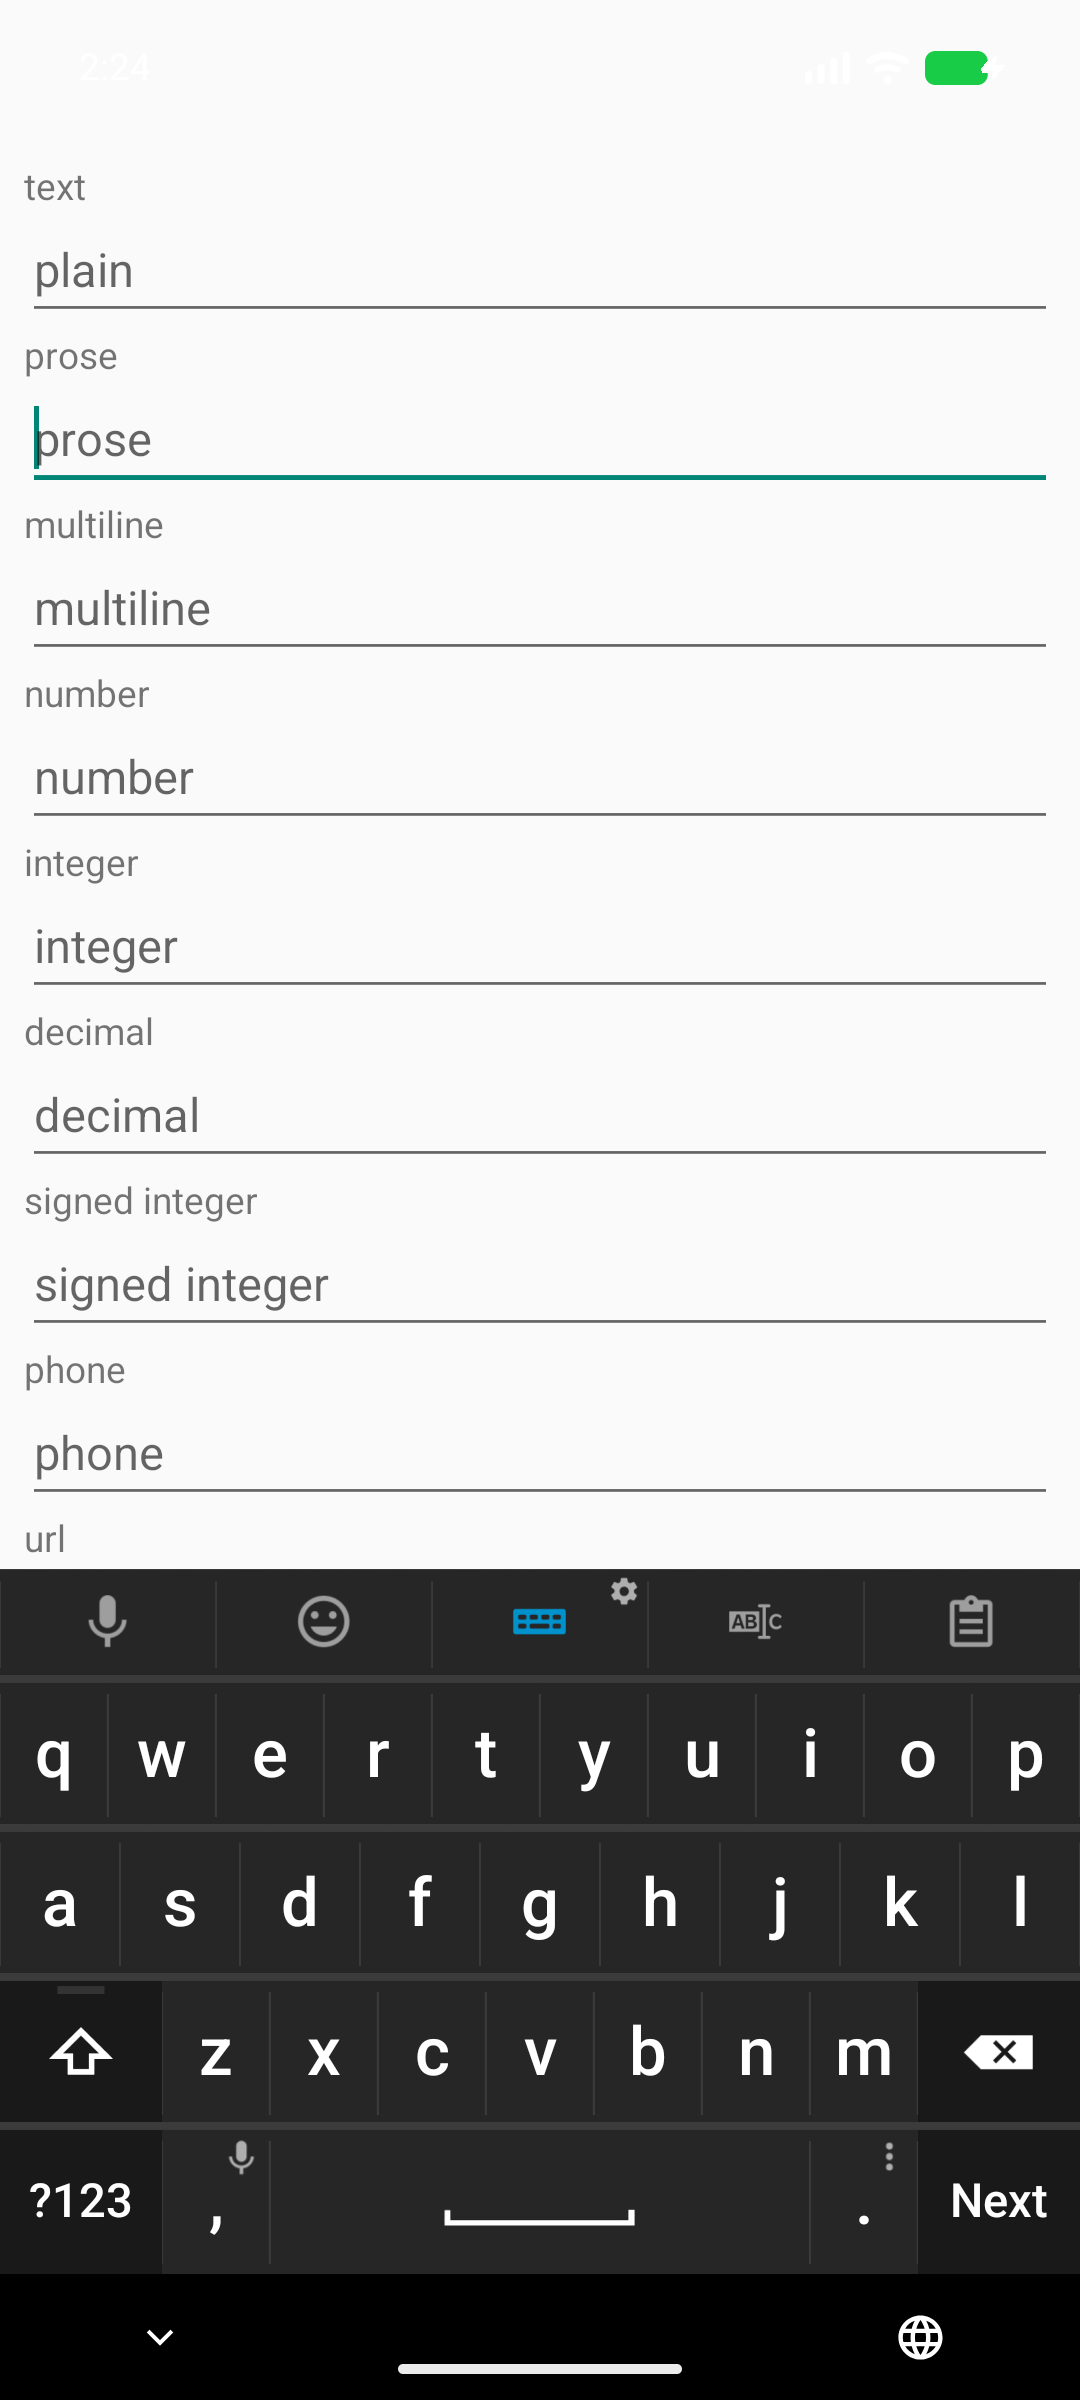 2:24
text
plain
prose
prose
multiline
multiline
number
number
integer
integer
decimal
decimal
signed integer
signed integer
phone
phone
url
ABC
q w e r t y u i o p
a s d f g h j k l
z x c v b n m
?123 , . Next